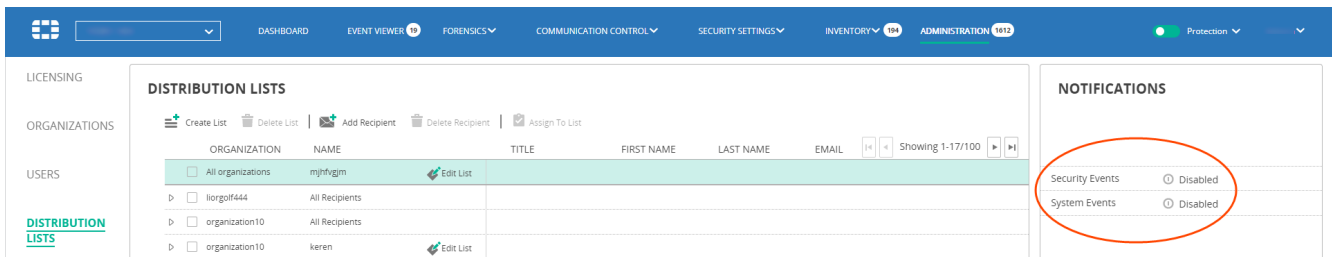 DASHBOARD EVENT VIEWER 19 FORENSICS COMMUNICATION CONTROL SECURITY SETTINGS INVENTORY 194 ADMINISTRATION 1012 Protection
LICENSING
ORGANIZATIONS
USERS
DISTRIBUTION
LISTS
DISTRIBUTION LISTS
Create List Delete List Add Recipient Delete Recipient Assign To List
ORGANIZATION NAME TITLE FIRST NAME LAST NAME EMAIL Showing 1-17/100
All organizations mjhfvgjm Edit List
liorgolf444 All Recipients
organization10 All Recipients
organization10 keren Edit List
NOTIFICATIONS
Security Events Disabled
System Events Disabled